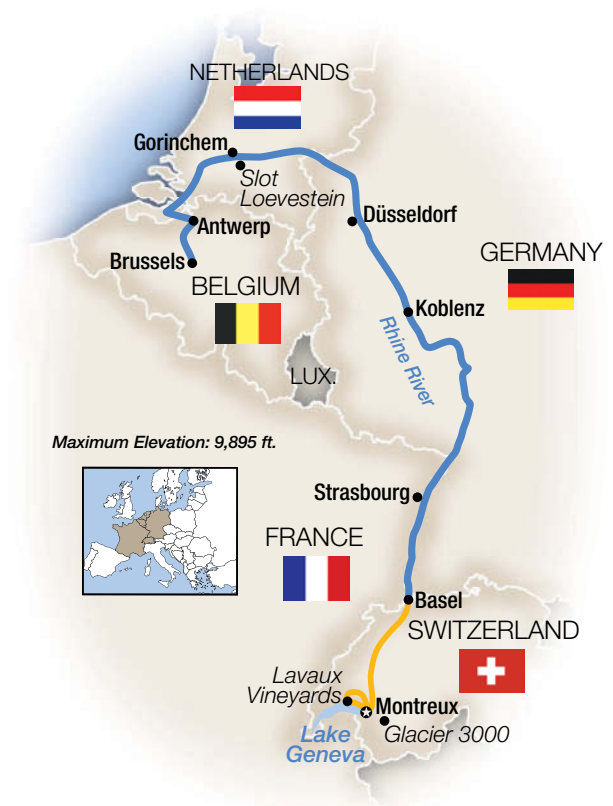 NETHERLANDS
Gorinchem
Slot
Loevestein
Düsseldorf
Antwerp
Brussels
GERMANY
BELGIUM
Koblenz
Rhine River
LUX.
Maximum Elevation: 9,895 ft.
Strasbourg
FRANCE
Basel
SWITZERLAND
Lavaux
Vineyards
Montreux
Glacier 3000
Lake
Geneva